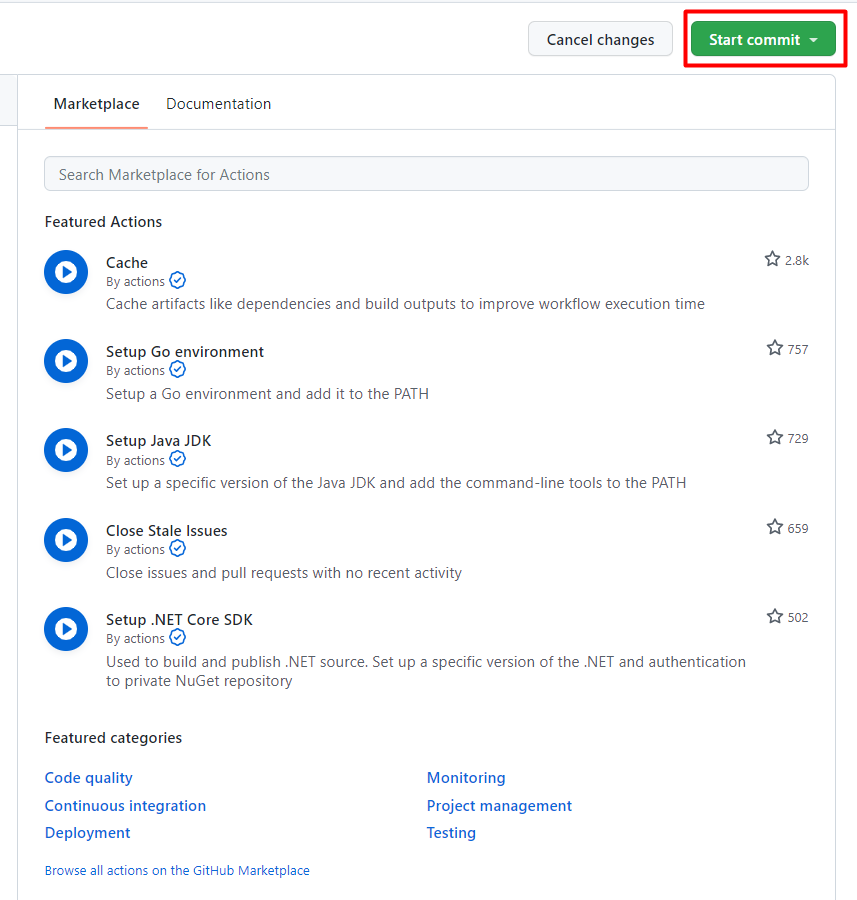 Cancel changes
Start commit
Marketplace
Documentation
Search Marketplace for Actions
Featured Actions
Cache
2.8k
By actions
Cache artifacts like dependencies and build outputs to improve workflow execution time
Setup Go environment
757
By actions
Setup a Go environment and add it to the PATH
Setup Java JDK
729
By actions
Set up a specific version of the Java JDK and add the command-line tools to the PATH
Close Stale Issues
659
By actions
Close issues and pull requests with no recent activity
Setup .NET Core SDK
502
By actions
Used to build and publish .NET source. Set up a specific version of the .NET and authentication
to private NuGet repository
Featured categories
Code quality
Monitoring
Continuous integration
Project management
Deployment
Testing
Browse all actions on the GitHub Marketplace